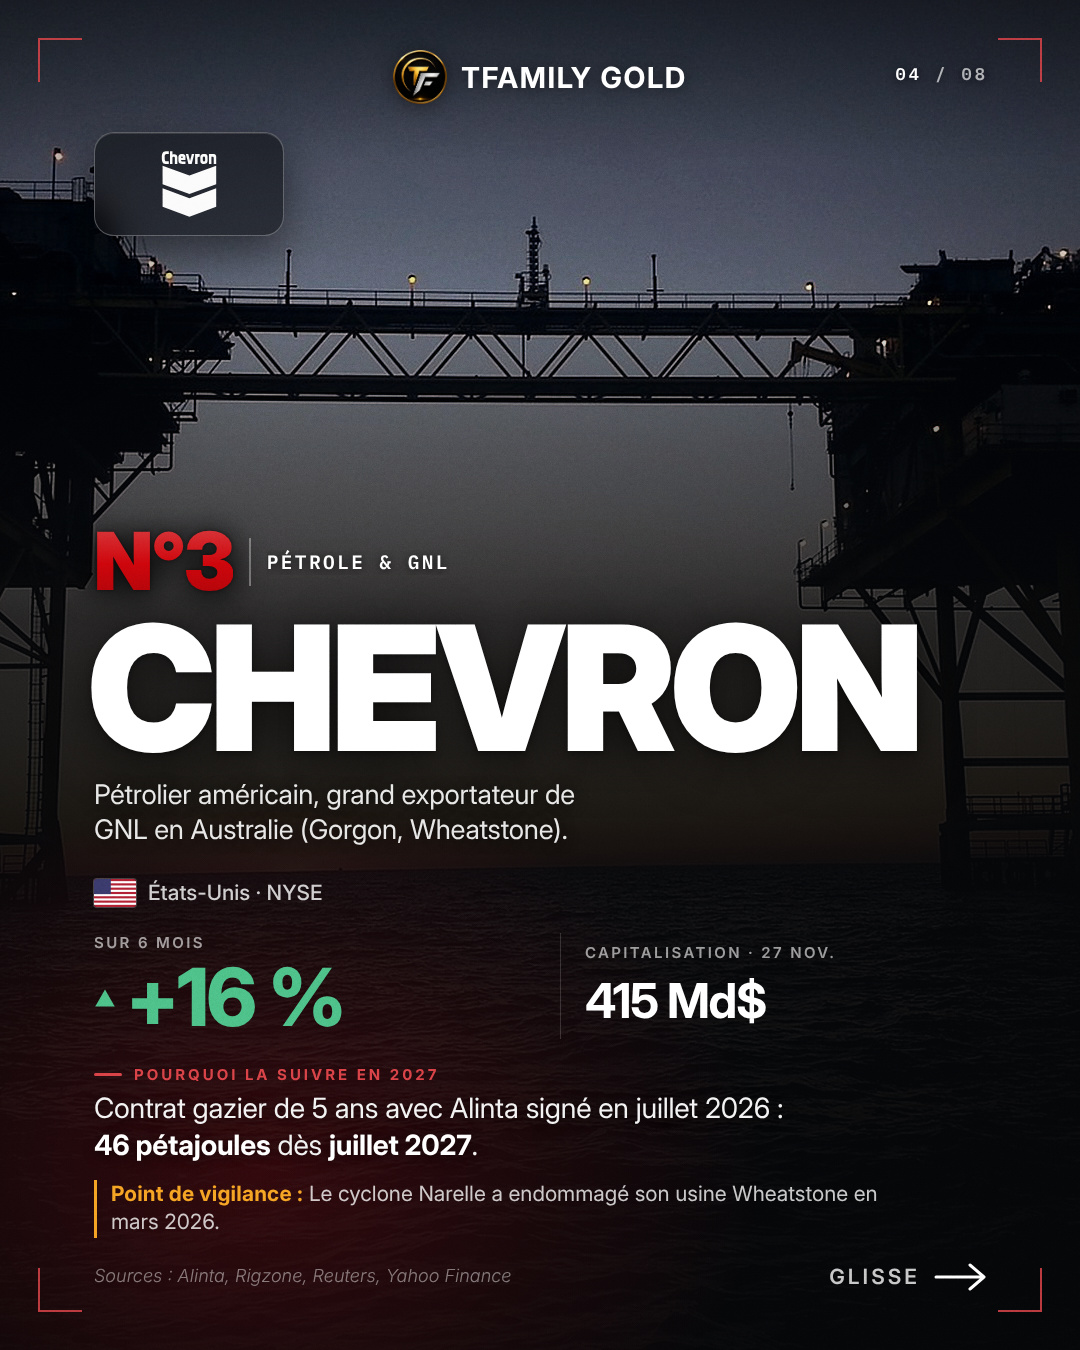 TF TFAMILY GOLD
04 / 08
Chevron
N°3
PÉTROLE & GNL
CHEVRON
Pétrolier américain, grand exportateur de
GNL en Australie (Gorgon, Wheatstone).
États-Unis · NYSE
SUR 6 MOIS
▲ +16 %
CAPITALISATION · 27 NOV.
415 Md$
POURQUOI LA SUIVRE EN 2027
Contrat gazier de 5 ans avec Alinta signé en juillet 2026 :
46 pétajoules dès juillet 2027.
Point de vigilance : Le cyclone Narelle a endommagé son usine Wheatstone en
mars 2026.
Sources : Alinta, Rigzone, Reuters, Yahoo Finance
GLISSE